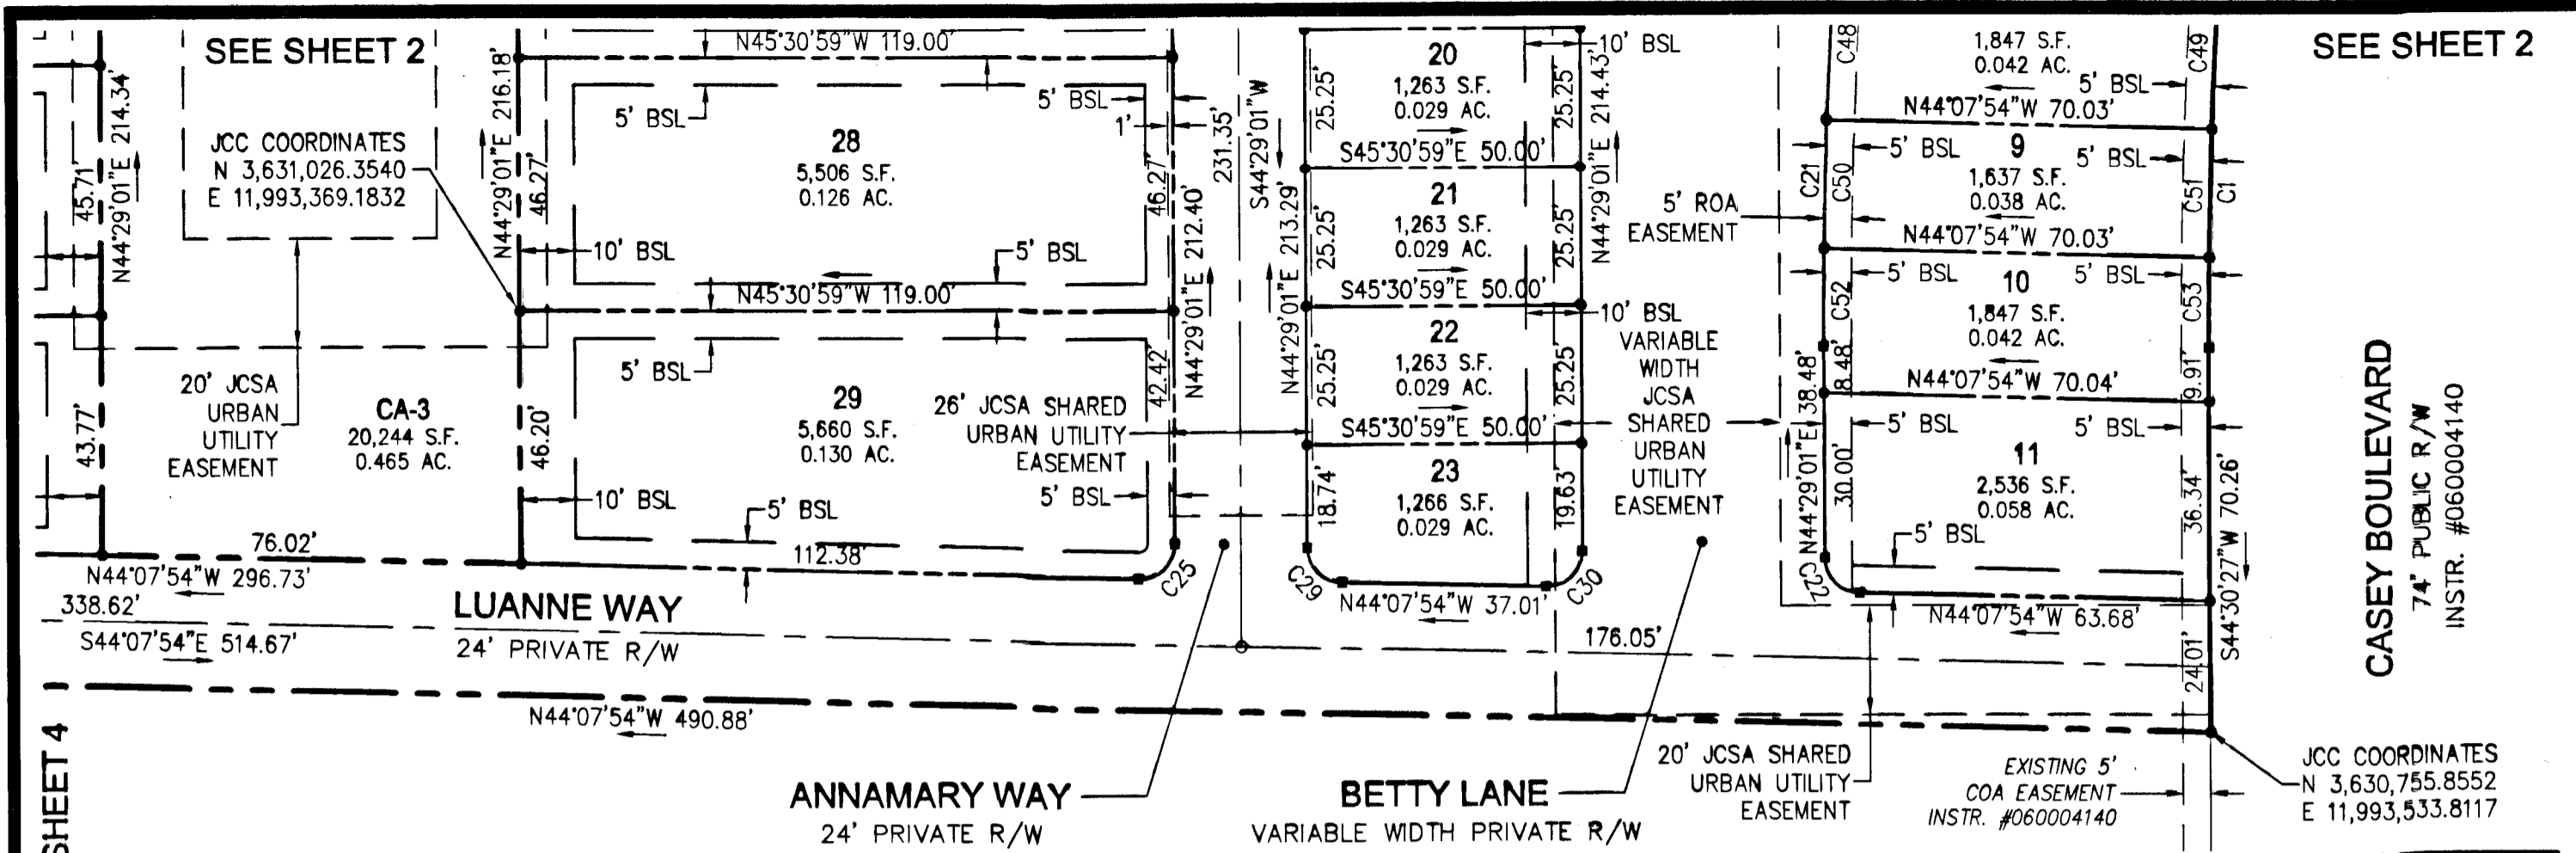 SEE SHEET 2
SEE SHEET 2
45.71'
N44°29'01"E 214.34'
JCC COORDINATES
N 3,631,026.3540
E 11,993,369.1832
N44°29'01"E 216.18'
46.27'
N45°30'59"W 119.00'
5' BSL
5' BSL
1'
28
5,506 S.F.
0.126 AC.
46.27'
10' BSL
5' BSL
N45°30'59"W 119.00'
N44°29'01"E 212.40'
231.35'
S44°29'01"W
N44°29'01"E 213.29'
25.25'
20
1,263 S.F.
0.029 AC.
25.25'
10' BSL
N44°29'01"E 214.43'
S45°30'59"E 50.00'
25.25'
21
1,263 S.F.
0.029 AC.
25.25'
S45°30'59"E 50.00'
10' BSL
25.25'
22
1,263 S.F.
0.029 AC.
25.25'
S45°30'59"E 50.00'
18.74'
23
1,266 S.F.
0.029 AC.
19.63'
C29
N44°07'54"W 37.01'
C30
5' ROA
EASEMENT
VARIABLE
WIDTH
JCSA
SHARED
URBAN
UTILITY
EASEMENT
C48
1,847 S.F.
0.042 AC.
5' BSL
C49
N44°07'54"W 70.03'
C21
C50
5' BSL
9
5' BSL
1,637 S.F.
0.038 AC.
C51
C1
N44°07'54"W 70.03'
5' BSL
5' BSL
10
1,847 S.F.
0.042 AC.
C52
C53
8.48'
9.91'
N44°07'54"W 70.04'
N44°29'01"E 38.48'
30.00'
5' BSL
5' BSL
11
2,536 S.F.
0.058 AC.
36.34'
5' BSL
C22
N44°07'54"W 63.68'
S44°30'27"W 70.26'
24.01'
CASEY BOULEVARD
74' PUBLIC R/W
INSTR. #060004140
43.77'
20' JCSA
URBAN
UTILITY
EASEMENT
CA-3
20,244 S.F.
0.465 AC.
46.20'
5' BSL
29
5,660 S.F.
0.130 AC.
42.42'
26' JCSA SHARED
URBAN UTILITY
EASEMENT
5' BSL
10' BSL
5' BSL
112.38'
C25
76.02'
N44°07'54"W 296.73'
338.62'
S44°07'54"E 514.67'
LUANNE WAY
24' PRIVATE R/W
176.05'
N44°07'54"W 490.88'
SHEET 4
ANNAMARY WAY
24' PRIVATE R/W
BETTY LANE
VARIABLE WIDTH PRIVATE R/W
20' JCSA SHARED
URBAN UTILITY
EASEMENT
EXISTING 5'
COA EASEMENT
INSTR. #060004140
JCC COORDINATES
N 3,630,755.8552
E 11,993,533.8117